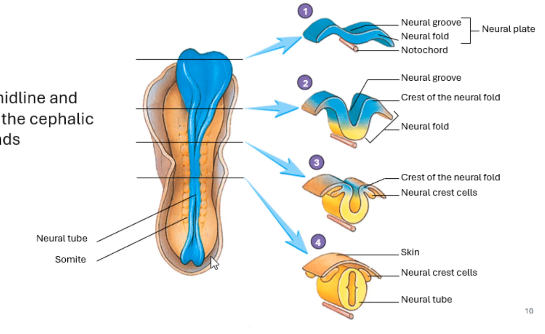 1
Neural groove
Neural fold
Neural plate
Notochord
2
Neural groove
Crest of the neural fold
Neural fold
midline and
the cephalic
3
Crest of the neural fold
Neural crest cells
Neural tube
Somite
4
Skin
Neural crest cells
Neural tube
10